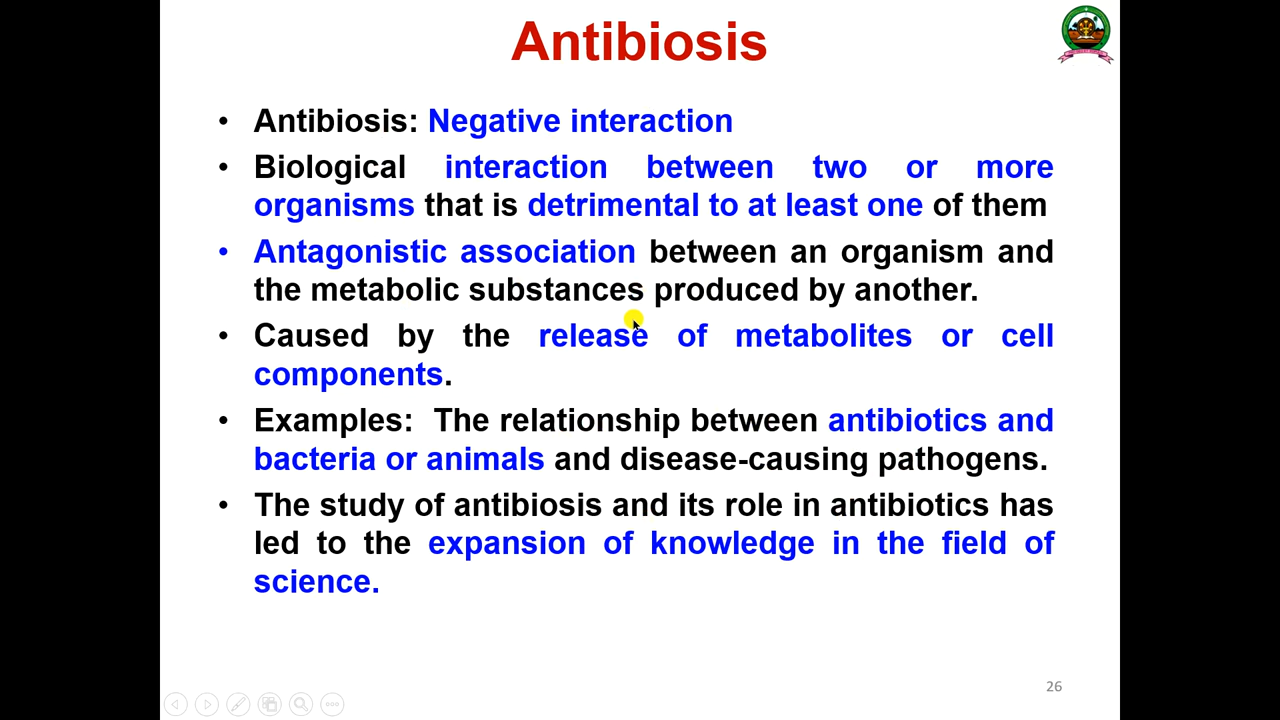 Antibiosis
• Antibiosis: Negative interaction
• Biological interaction between two or more
organisms that is detrimental to at least one of them
• Antagonistic association between an organism and
the metabolic substances produced by another.
• Caused by the release of metabolites or cell
components.
• Examples: The relationship between antibiotics and
bacteria or animals and disease-causing pathogens.
• The study of antibiosis and its role in antibiotics has
led to the expansion of knowledge in the field of
science.
26